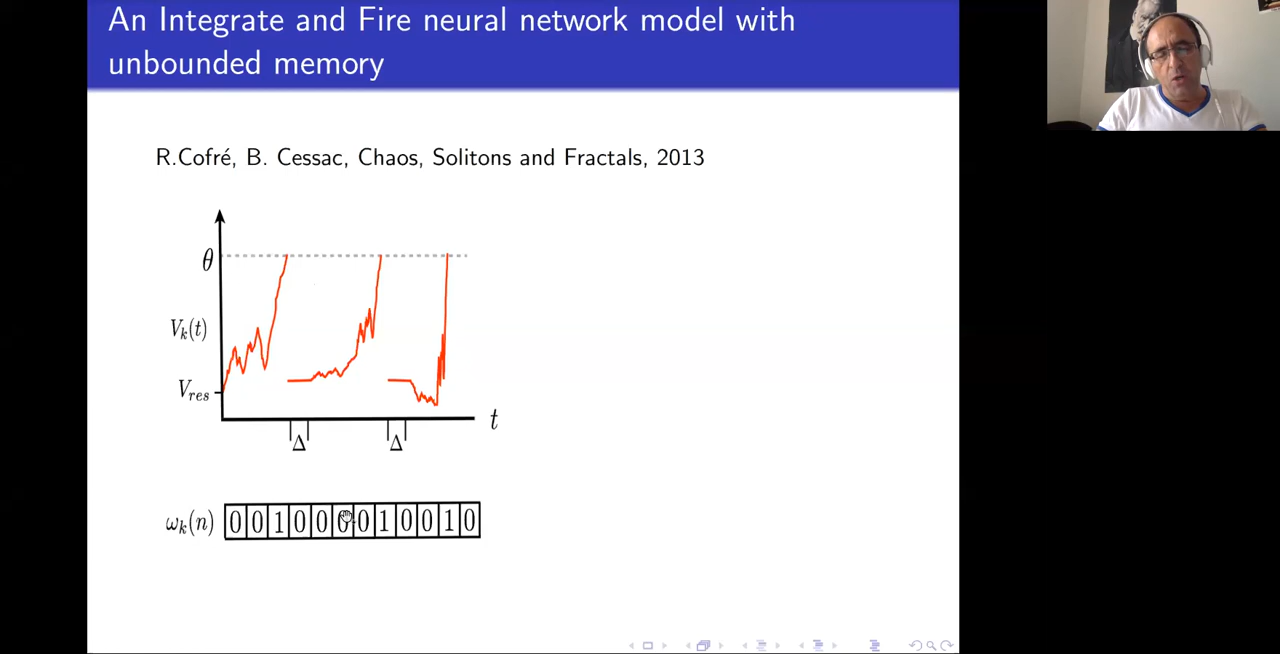 An Integrate and Fire neural network model with
unbounded memory
R.Cofré, B. Cessac, Chaos, Solitons and Fractals, 2013
θ
V_k(t)
V_res
t
Δ Δ
ω_k(n) 0 0 1 0 0 0 0 1 0 0 1 0